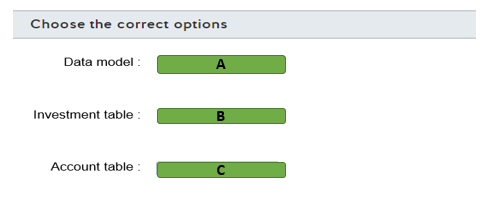 Choose the correct options
Data model : A
Investment table : B
Account table : C